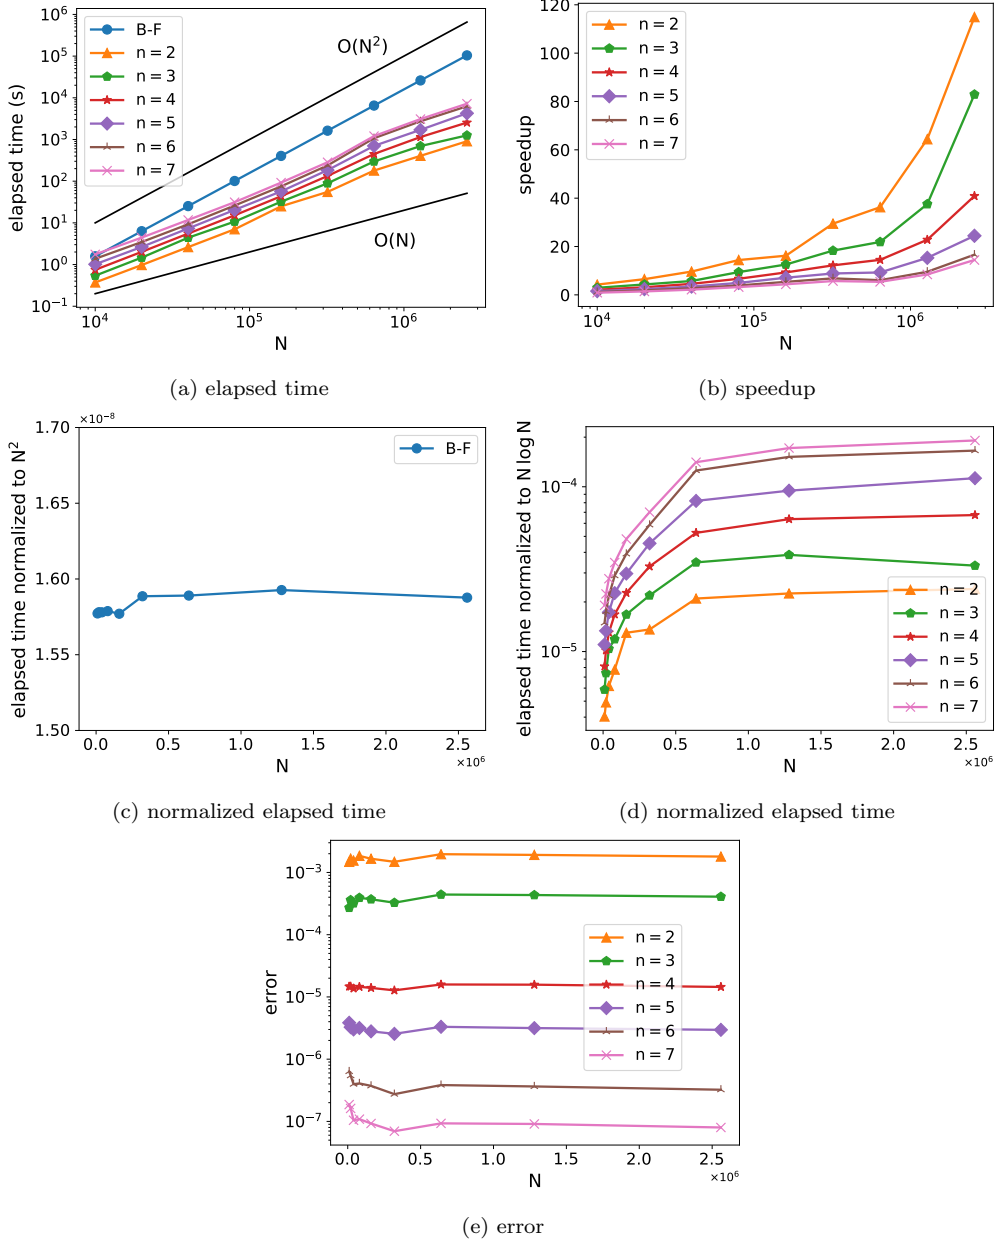 elapsed time (s)
10⁶
10⁵
10⁴
10³
10²
10¹
10⁰
10⁻¹
B-F
n = 2
n = 3
n = 4
n = 5
n = 6
n = 7
O(N²)
O(N)
10⁴ 10⁵ 10⁶
N
(a) elapsed time
speedup
120
100
80
60
40
20
0
n = 2
n = 3
n = 4
n = 5
n = 6
n = 7
10⁴ 10⁵ 10⁶
N
(b) speedup
elapsed time normalized to N²
×10⁻⁸
1.70
1.65
1.60
1.55
1.50
B-F
0.0 0.5 1.0 1.5 2.0 2.5
N
×10⁶
(c) normalized elapsed time
elapsed time normalized to N log N
10⁻⁴
10⁻⁵
n = 2
n = 3
n = 4
n = 5
n = 6
n = 7
0.0 0.5 1.0 1.5 2.0 2.5
N
×10⁶
(d) normalized elapsed time
error
10⁻³
10⁻⁴
10⁻⁵
10⁻⁶
10⁻⁷
n = 2
n = 3
n = 4
n = 5
n = 6
n = 7
0.0 0.5 1.0 1.5 2.0 2.5
N
×10⁶
(e) error